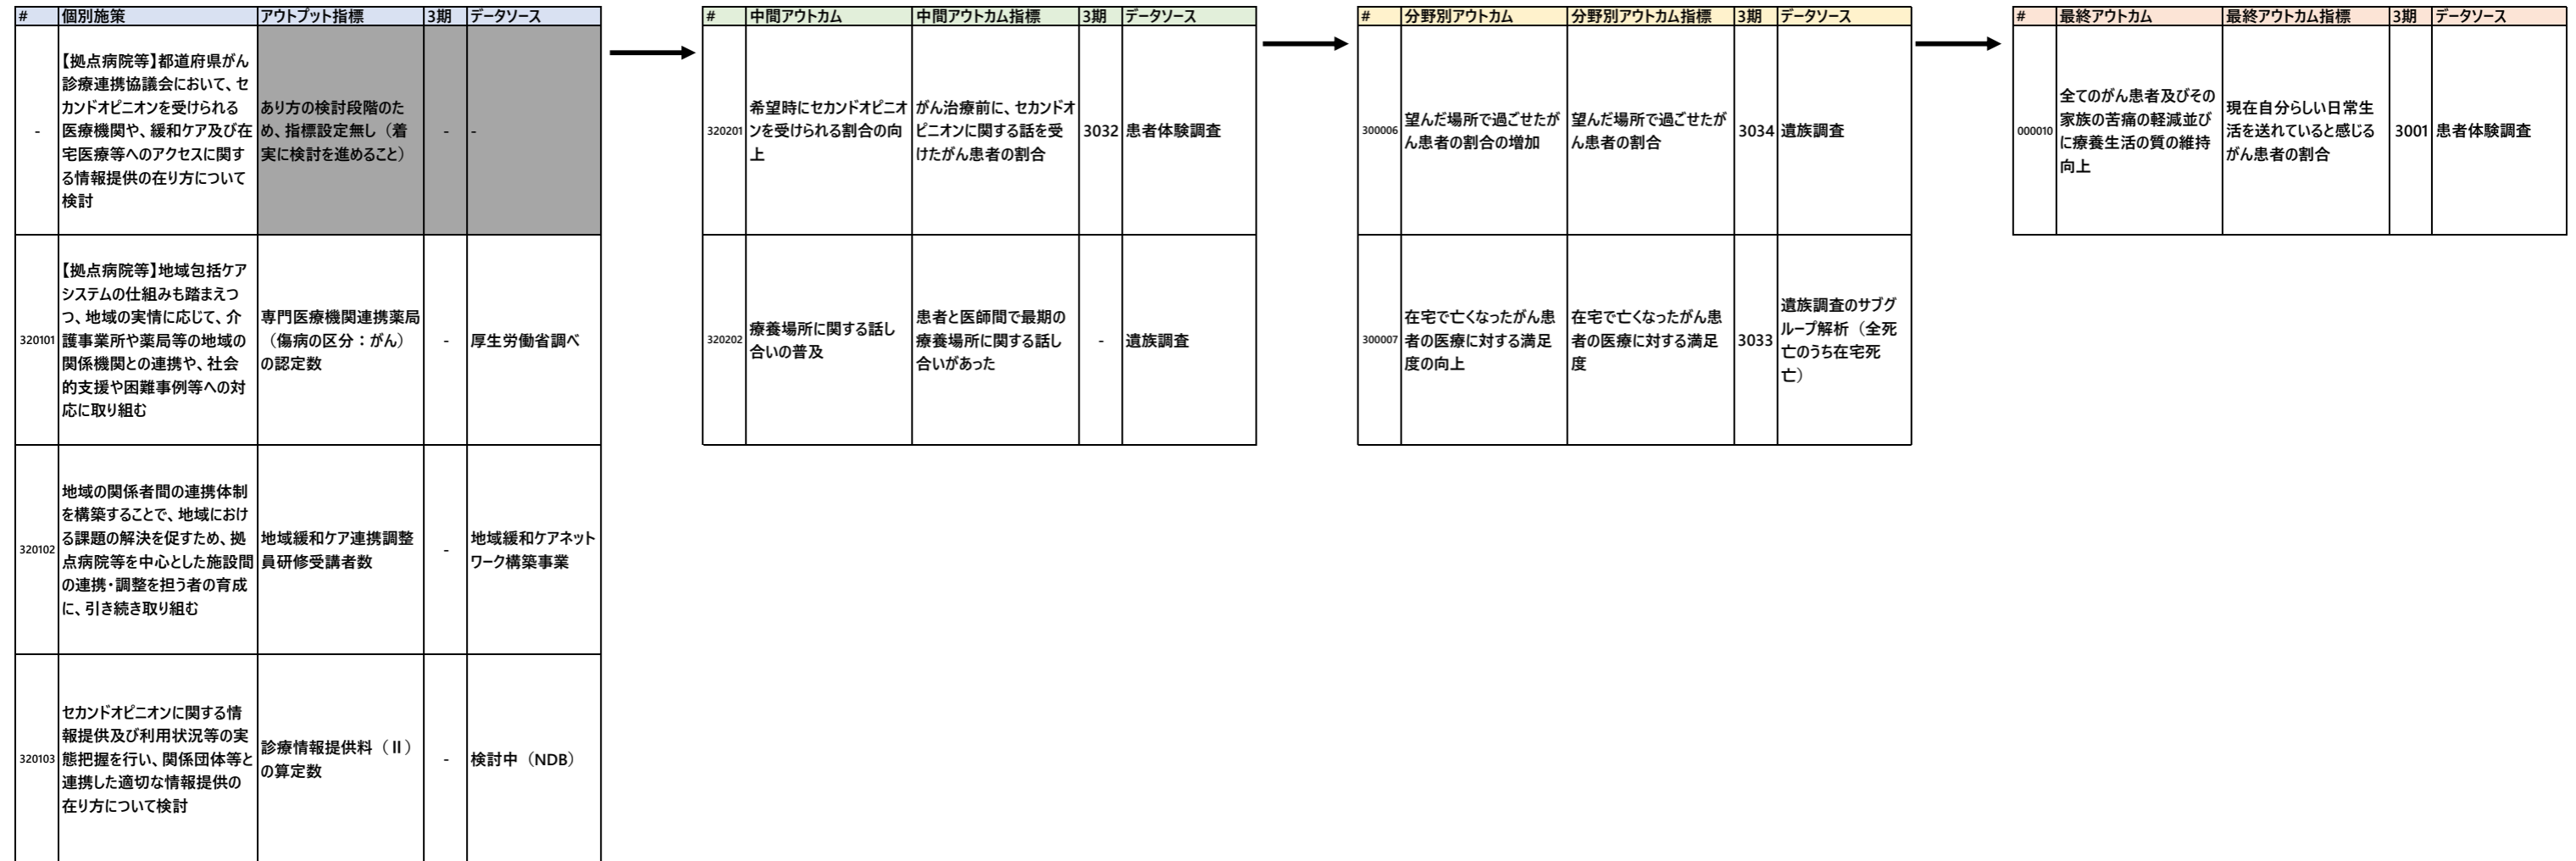 # 個別施策 アウトプット指標 3期 データソース
-
【拠点病院等】都道府県がん
診療連携協議会において、セ
カンドオピニオンを受けられる
医療機関や、緩和ケア及び在
宅医療等へのアクセスに関す
る情報提供の在り方について
検討
あり方の検討段階のた
め、指標設定無し（着
実に検討を進めること）
-
-
320101
【拠点病院等】地域包括ケア
システムの仕組みも踏まえつ
つ、地域の実情に応じて、介
護事業所や薬局等の地域の
関係機関との連携や、社会
的支援や困難事例等への対
応に取り組む
専門医療機関連携薬局
（傷病の区分：がん）
の認定数
-
厚生労働省調べ
320102
地域の関係者間の連携体制
を構築することで、地域におけ
る課題の解決を促すため、拠
点病院等を中心とした施設間
の連携・調整を担う者の育成
に、引き続き取り組む
地域緩和ケア連携調整
員研修受講者数
-
地域緩和ケアネット
ワーク構築事業
320103
セカンドオピニオンに関する情
報提供及び利用状況等の実
態把握を行い、関係団体等と
連携した適切な情報提供の
在り方について検討
診療情報提供料（Ⅱ）
の算定数
-
検討中（NDB）
# 中間アウトカム 中間アウトカム指標 3期 データソース
320201
希望時にセカンドオピニオ
ンを受けられる割合の向
上
がん治療前に、セカンドオ
ピニオンに関する話を受
けたがん患者の割合
3032
患者体験調査
320202
療養場所に関する話し
合いの普及
患者と医師間で最期の
療養場所に関する話し
合いがあった
-
遺族調査
# 分野別アウトカム 分野別アウトカム指標 3期 データソース
300006
望んだ場所で過ごせたが
ん患者の割合の増加
望んだ場所で過ごせたが
ん患者の割合
3034
遺族調査
300007
在宅で亡くなったがん患
者の医療に対する満足
度の向上
在宅で亡くなったがん患
者の医療に対する満足
度
3033
遺族調査のサブグ
ループ解析（全死
亡のうち在宅死
亡）
# 最終アウトカム 最終アウトカム指標 3期 データソース
000010
全てのがん患者及びその
家族の苦痛の軽減並び
に療養生活の質の維持
向上
現在自分らしい日常生
活を送れていると感じる
がん患者の割合
3001
患者体験調査